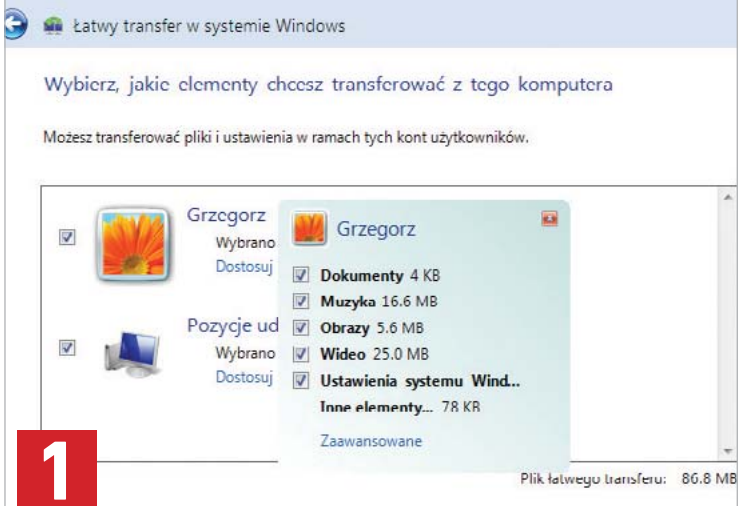 Łatwy transfer w systemie Windows
Wybierz, jakie elementy chcesz transferować z tego komputera
Możesz transferować pliki i ustawienia w ramach tych kont użytkowników.
Grzegorz
Wybrano
Dostosuj
Pozycje ud
Wybrano
Dostosuj
Grzegorz
Dokumenty 4 KB
Muzyka 16.6 MB
Obrazy 5.6 MB
Wideo 25.0 MB
Ustawienia systemu Wind...
Inne elementy... 78 KB
Zaawansowane
Plik łatwego transferu: 86.8 MB
1